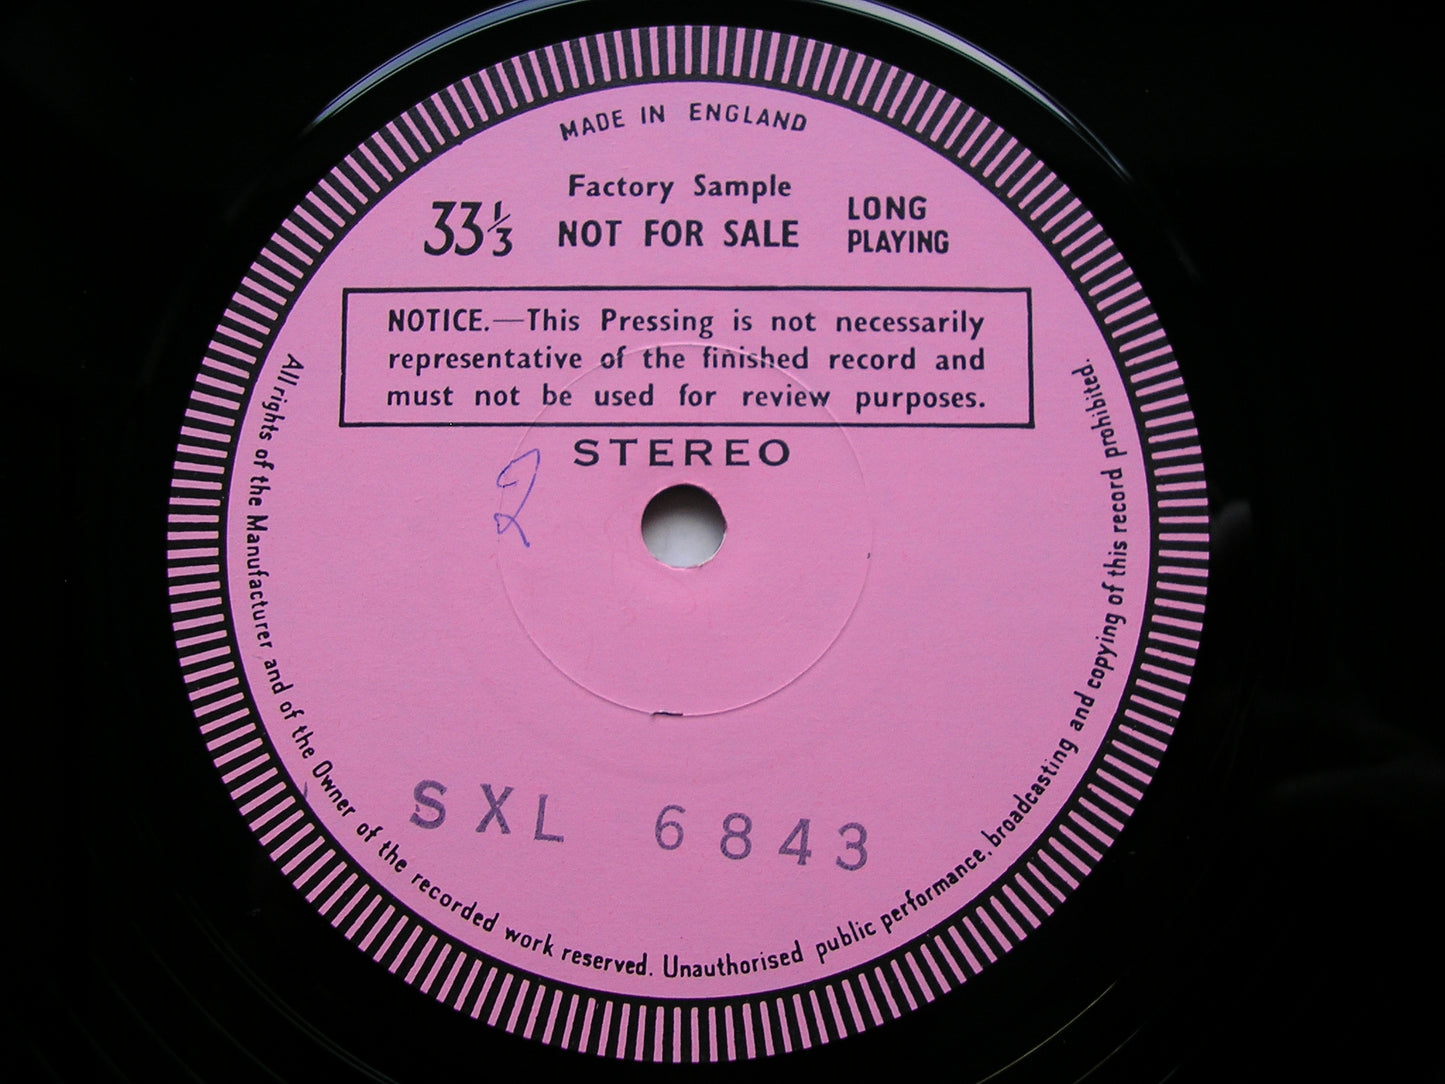 MADE IN ENGLAND
Factory Sample
33 1/3 NOT FOR SALE LONG PLAYING
NOTICE.—This Pressing is not necessarily
representative of the finished record and
must not be used for review purposes.
STEREO
2
SXL 6843
All rights of the Manufacturer and of the Owner of the recorded work reserved. Unauthorised public performance, broadcasting and copying of this record prohibited.